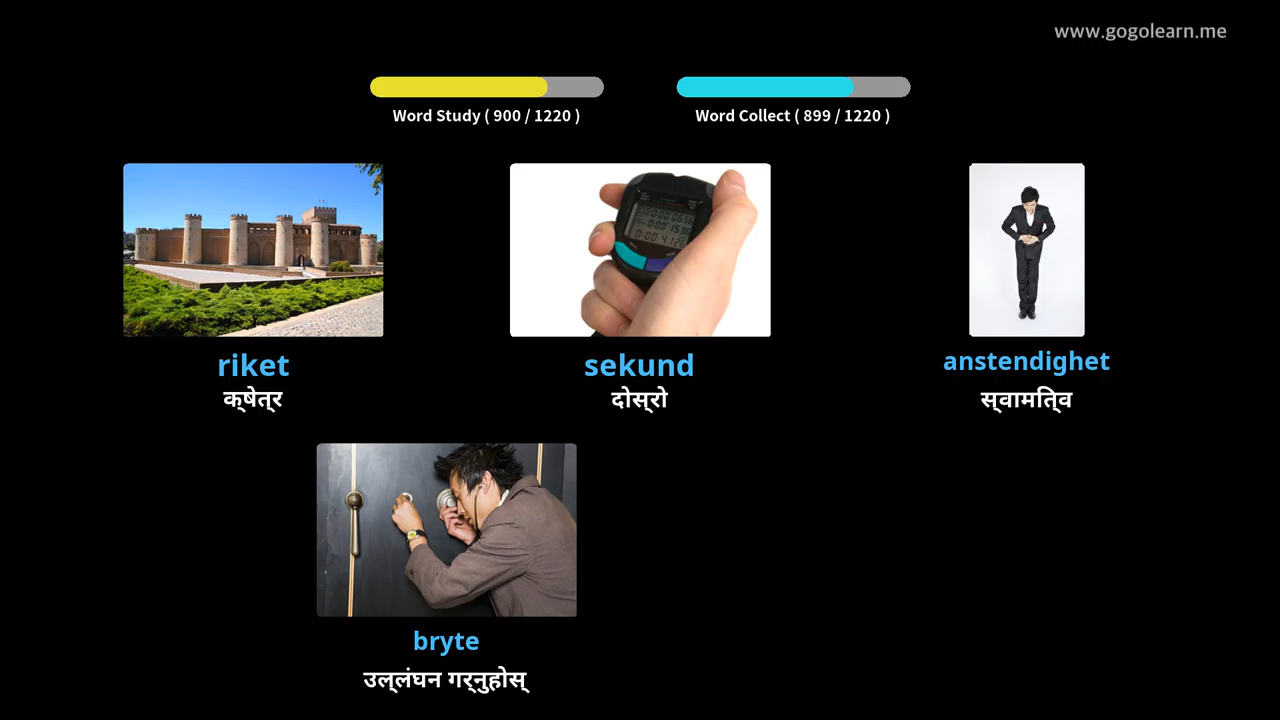 www.gogolearn.me
Word Study ( 900 / 1220 )
Word Collect ( 899 / 1220 )
riket
sekund
anstendighet
क्षेत्र
दोस्रो
स्वामित्व
bryte
उल्लंघन गर्नुहोस्